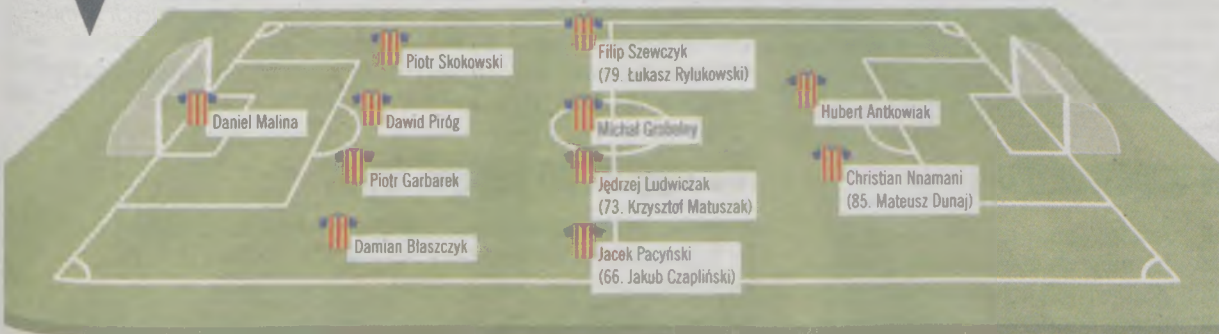 Daniel Malina
Piotr Skokowski
Dawid Piróg
Piotr Garbarek
Damian Błaszczyk
Filip Szewczyk
(79. Łukasz Rylukowski)
Michał
Jędrzej Ludwiczak
(73. Krzysztof Matuszak)
Jacek Pacyński
(66. Jakub Czapliński)
Hubert Antkowiak
Christian Nnamani
(85. Mateusz Dunaj)